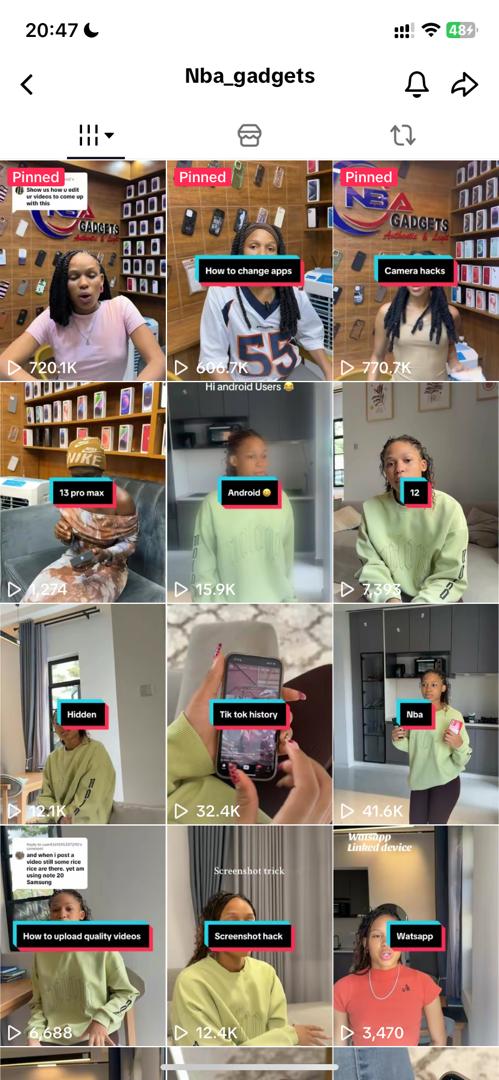 20:47
48
Nba_gadgets
Pinned
Show us how u edit
ur videos to come up
with this
NBA
GADGETS
720.1K
Pinned
How to change apps
55
606.7K
Pinned
NBA
GADGETS
Camera hacks
770.7K
NIKE
13 pro max
1,274
Hi android Users 😂
Android 😀
15.9K
12
7,393
Hidden
12.1K
Tik tok history
32.4K
Nba
41.6K
and when i post a
video still some rice
rice are there. yet am
using note 20
Samsung
How to upload quality videos
6,688
Screenshot trick
Screenshot hack
12.4K
Watsapp
Linked device
Watsapp
3,470